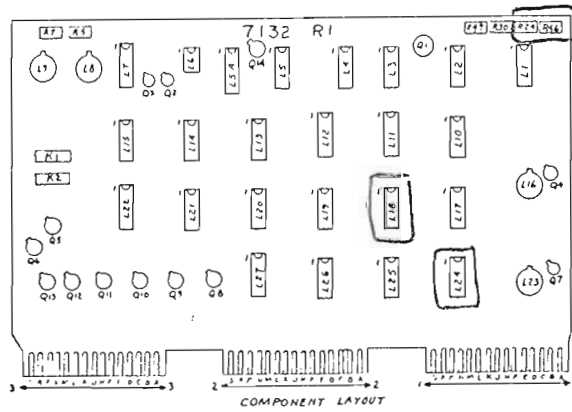 7132 R1
R7 R5 R30 R24
L9 L8 L7 L6 L5A Q14 L5 L4 L3 Q1 L2 L1
Q3 Q2
L15 L14 L13 L12 L11 L10
R1
R2
L22 L21 L20 L19 L18 L17 L16 Q4
Q5
Q6
L27 L26 L25 L24 L23 Q7
Q13 Q12 Q11 Q10 Q9 Q8
3 3 2 2 1
COMPONENT LAYOUT